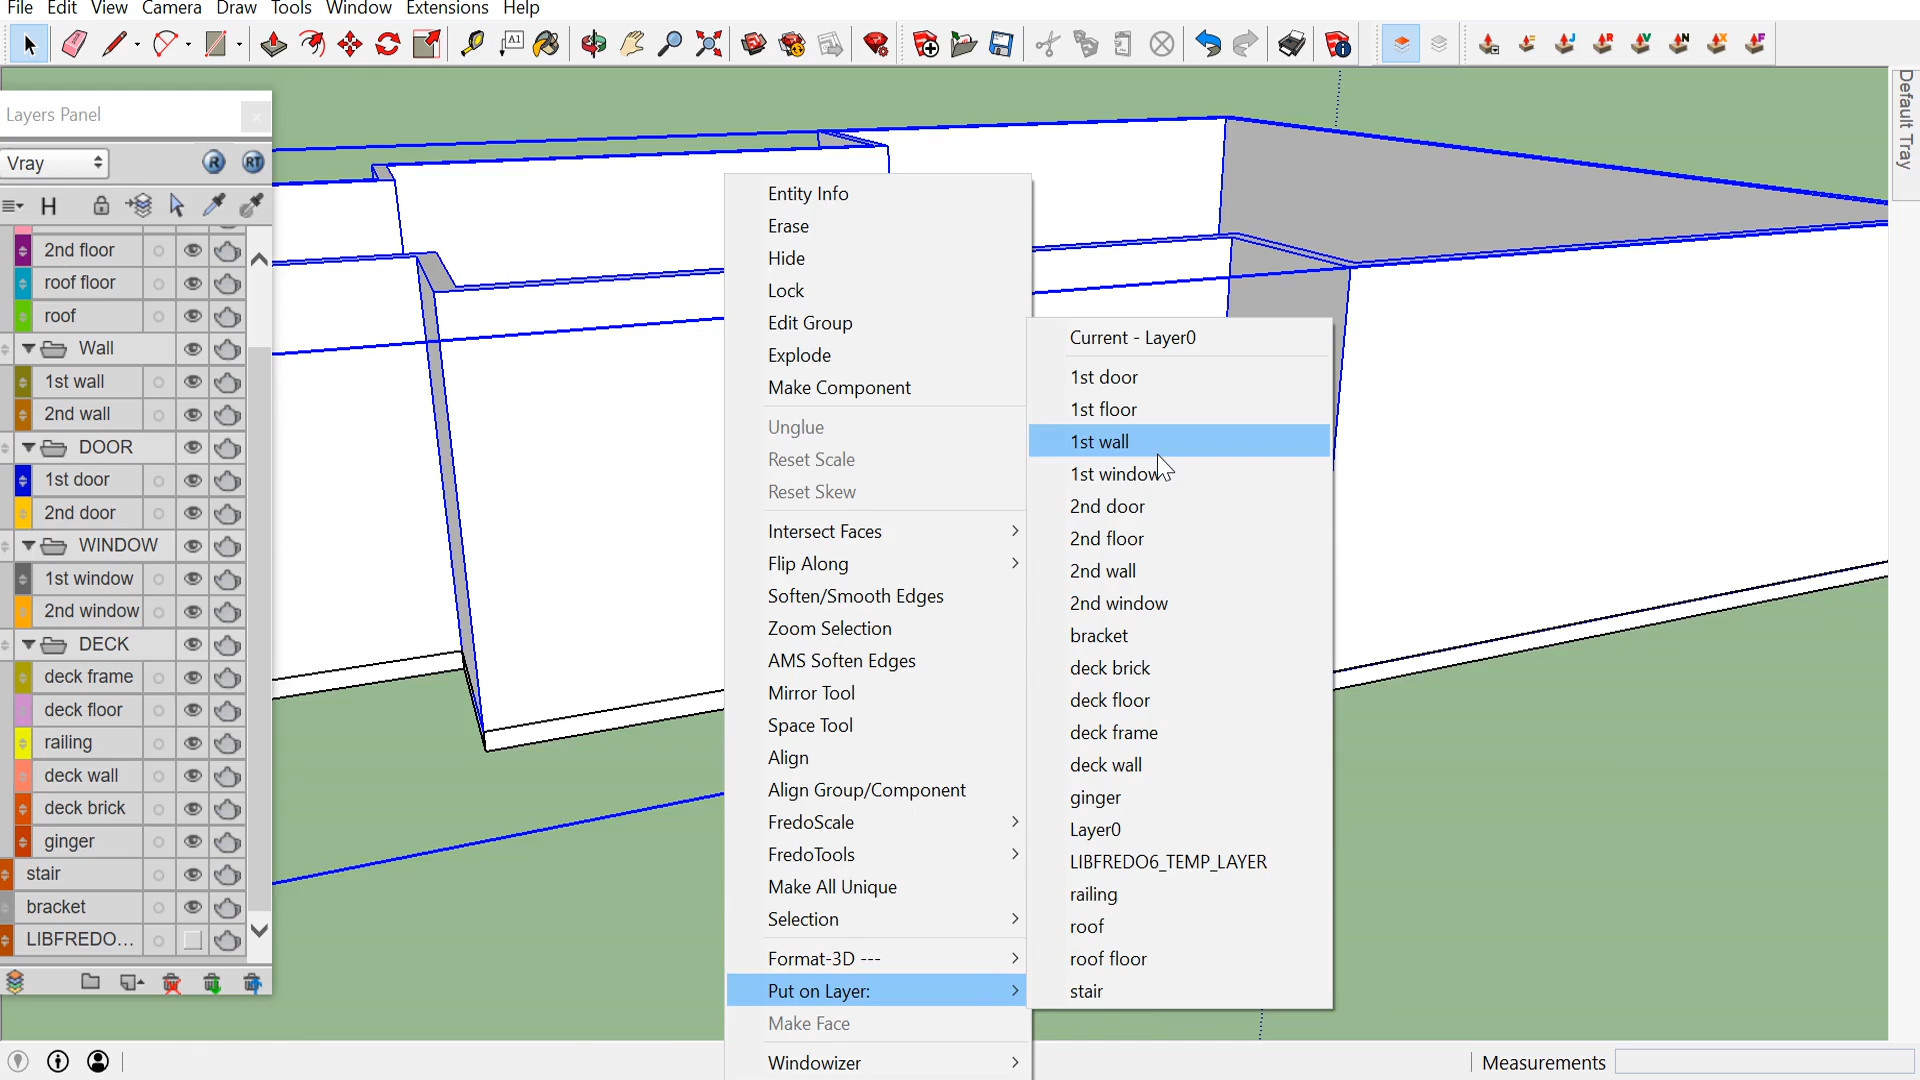 File Edit View Camera Draw Tools Window Extensions Help
A1
J R V N X F
Default Tray
Layers Panel
Vray
R RT
H
2nd floor
roof floor
roof
Wall
1st wall
2nd wall
DOOR
1st door
2nd door
WINDOW
1st window
2nd window
DECK
deck frame
deck floor
railing
deck wall
deck brick
ginger
stair
bracket
LIBFREDO...
Entity Info
Erase
Hide
Lock
Edit Group
Explode
Make Component
Unglue
Reset Scale
Reset Skew
Intersect Faces
Flip Along
Soften/Smooth Edges
Zoom Selection
AMS Soften Edges
Mirror Tool
Space Tool
Align
Align Group/Component
FredoScale
FredoTools
Make All Unique
Selection
Format-3D ---
Put on Layer:
Make Face
Windowizer
Current - Layer0
1st door
1st floor
1st wall
1st window
2nd door
2nd floor
2nd wall
2nd window
bracket
deck brick
deck floor
deck frame
deck wall
ginger
Layer0
LIBFREDO6_TEMP_LAYER
railing
roof
roof floor
stair
Measurements